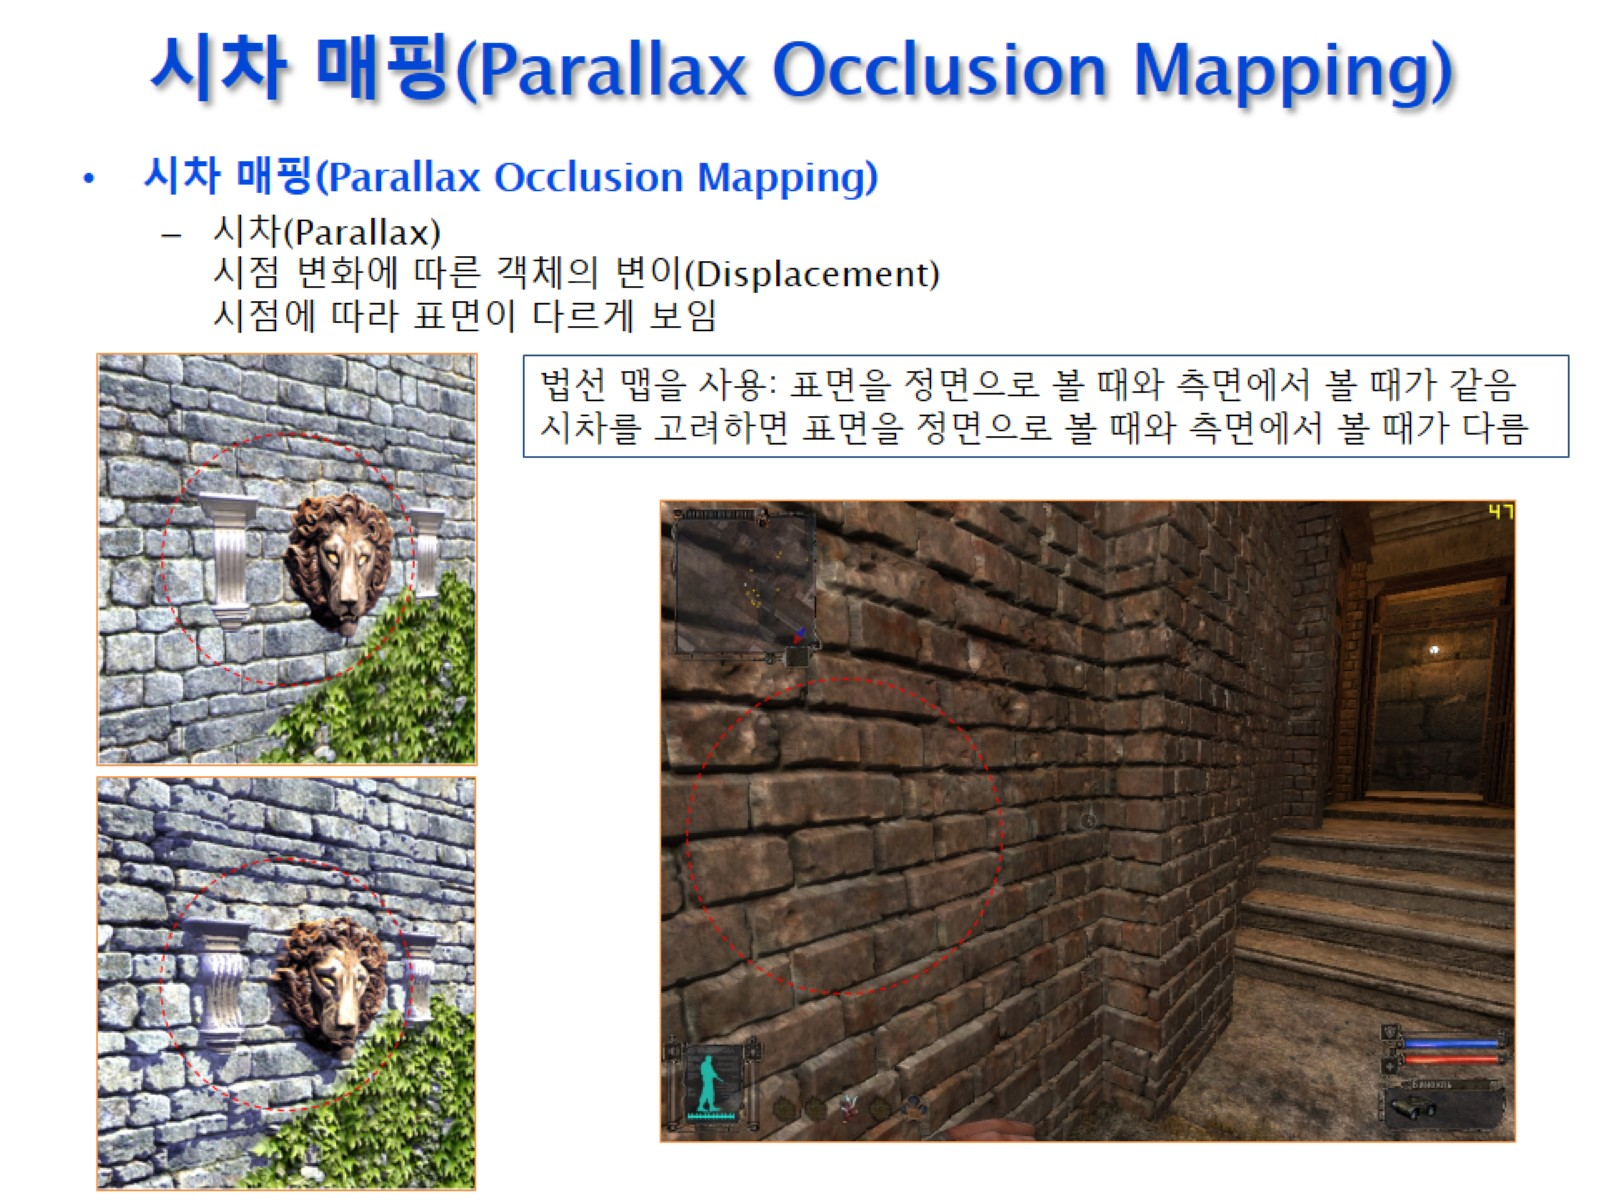 시차 매핑(Parallax Occlusion Mapping)
• 시차 매핑(Parallax Occlusion Mapping)
– 시차(Parallax)
시점 변화에 따른 객체의 변이(Displacement)
시점에 따라 표면이 다르게 보임
법선 맵을 사용: 표면을 정면으로 볼 때와 측면에서 볼 때가 같음
시차를 고려하면 표면을 정면으로 볼 때와 측면에서 볼 때가 다름
47